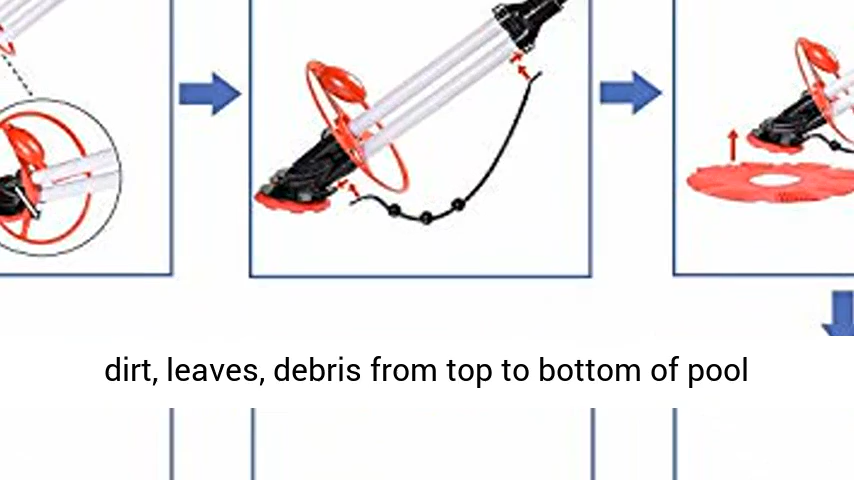 dirt, leaves, debris from top to bottom of pool